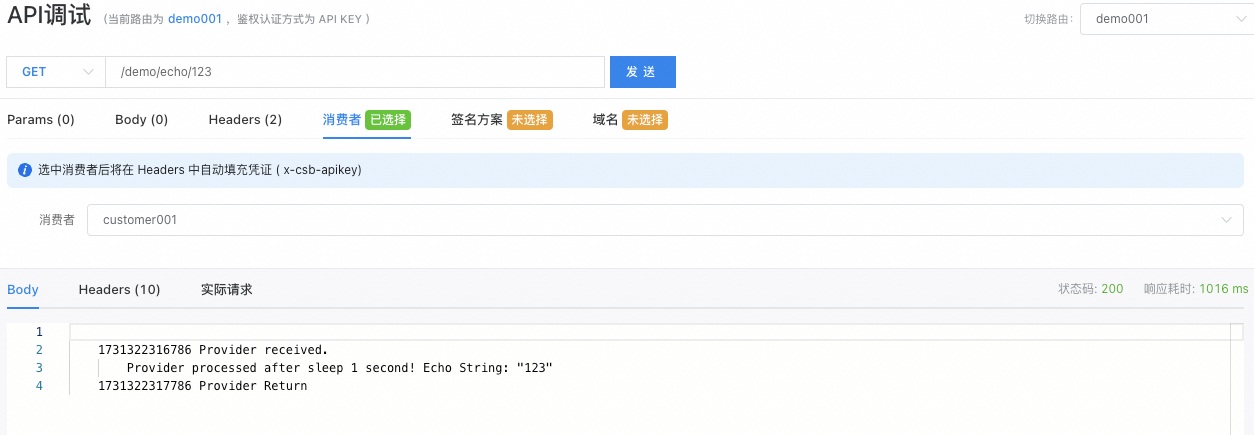 API调试 (当前路由为 demo001 ，鉴权认证方式为 API KEY ) 切换路由: demo001
GET /demo/echo/123 发 送
Params (0) Body (0) Headers (2) 消费者 已选择 签名方案 未选择 域名 未选择
选中消费者后将在 Headers 中自动填充凭证 ( x-csb-apikey)
消费者 customer001
Body Headers (10) 实际请求 状态码: 200 响应耗时: 1016 ms
1
2 1731322316786 Provider received.
3 Provider processed after sleep 1 second! Echo String: "123"
4 1731322317786 Provider Return